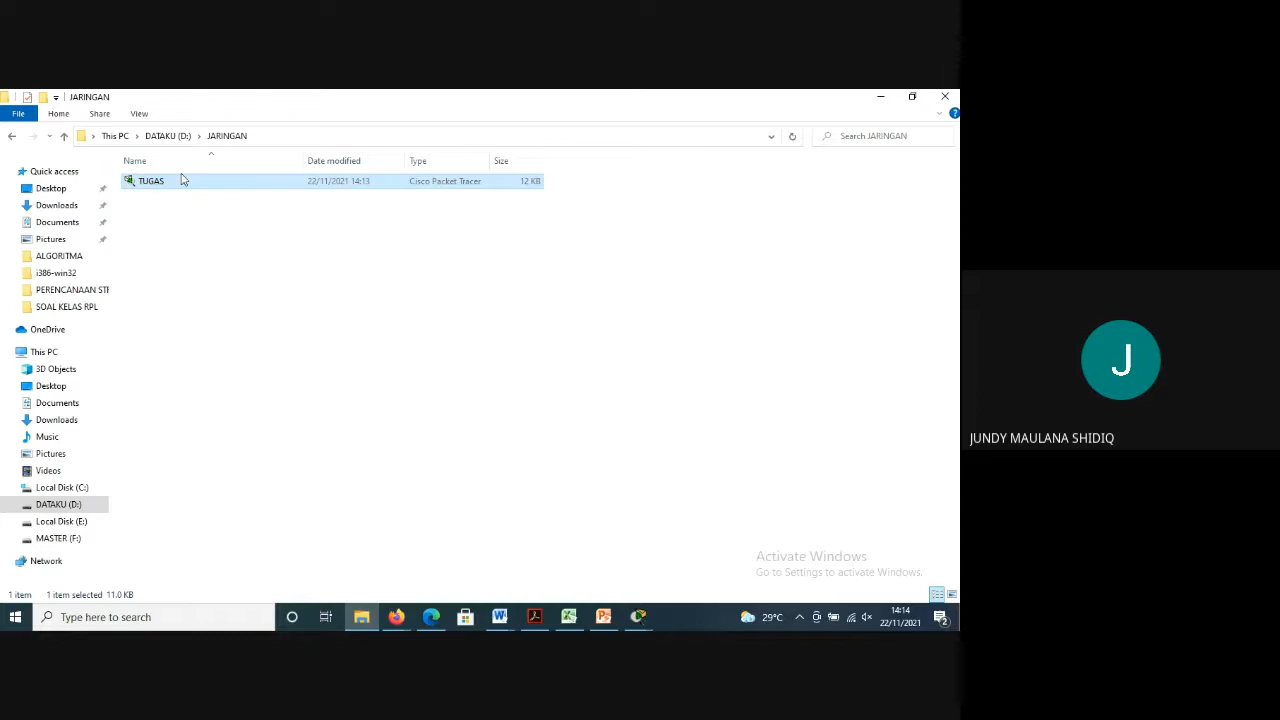 JARINGAN
File Home Share View
This PC DATAKU (D:) JARINGAN
Search JARINGAN
Name Date modified Type Size
TUGAS 22/11/2021 14:13 Cisco Packet Tracer 12 KB
Quick access
Desktop
Downloads
Documents
Pictures
ALGORITMA
i386-win32
PERENCANAAN STR
SOAL KELAS RPL
OneDrive
This PC
3D Objects
Desktop
Documents
Downloads
Music
Pictures
Videos
Local Disk (C:)
DATAKU (D:)
Local Disk (E:)
MASTER (F:)
Network
J
JUNDY MAULANA SHIDIQ
Activate Windows
Go to Settings to activate Windows.
1 item 1 item selected 11.0 KB
Type here to search
29°C
14:14
22/11/2021
2